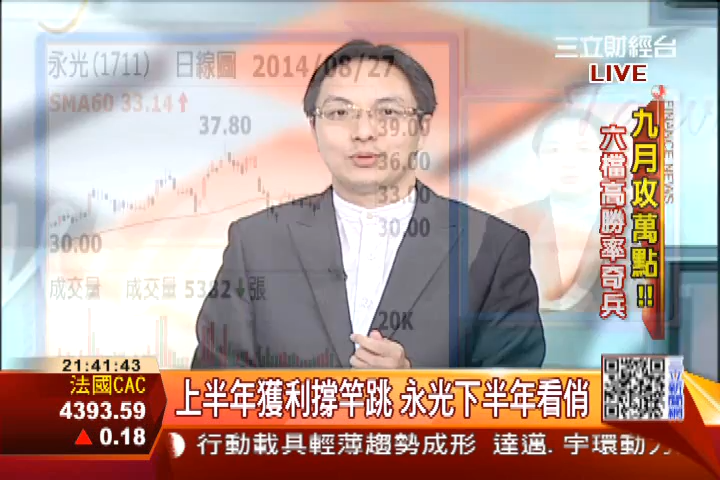 三立財經台
LIVE
永光(1711) 日線圖 2014/08/27
SMA60 33.14↑
37.80
39.00
36.00
33.00
30.00
30.00
成交量 成交量 5332↓張
20K
FINANCE NEWS
九月攻萬點!!
六檔高勝率奇兵
21:41:43
法國CAC
4393.59
▲ 0.18
上半年獲利撐竿跳 永光下半年看俏
行動載具輕薄趨勢成形 達邁.宇環動力